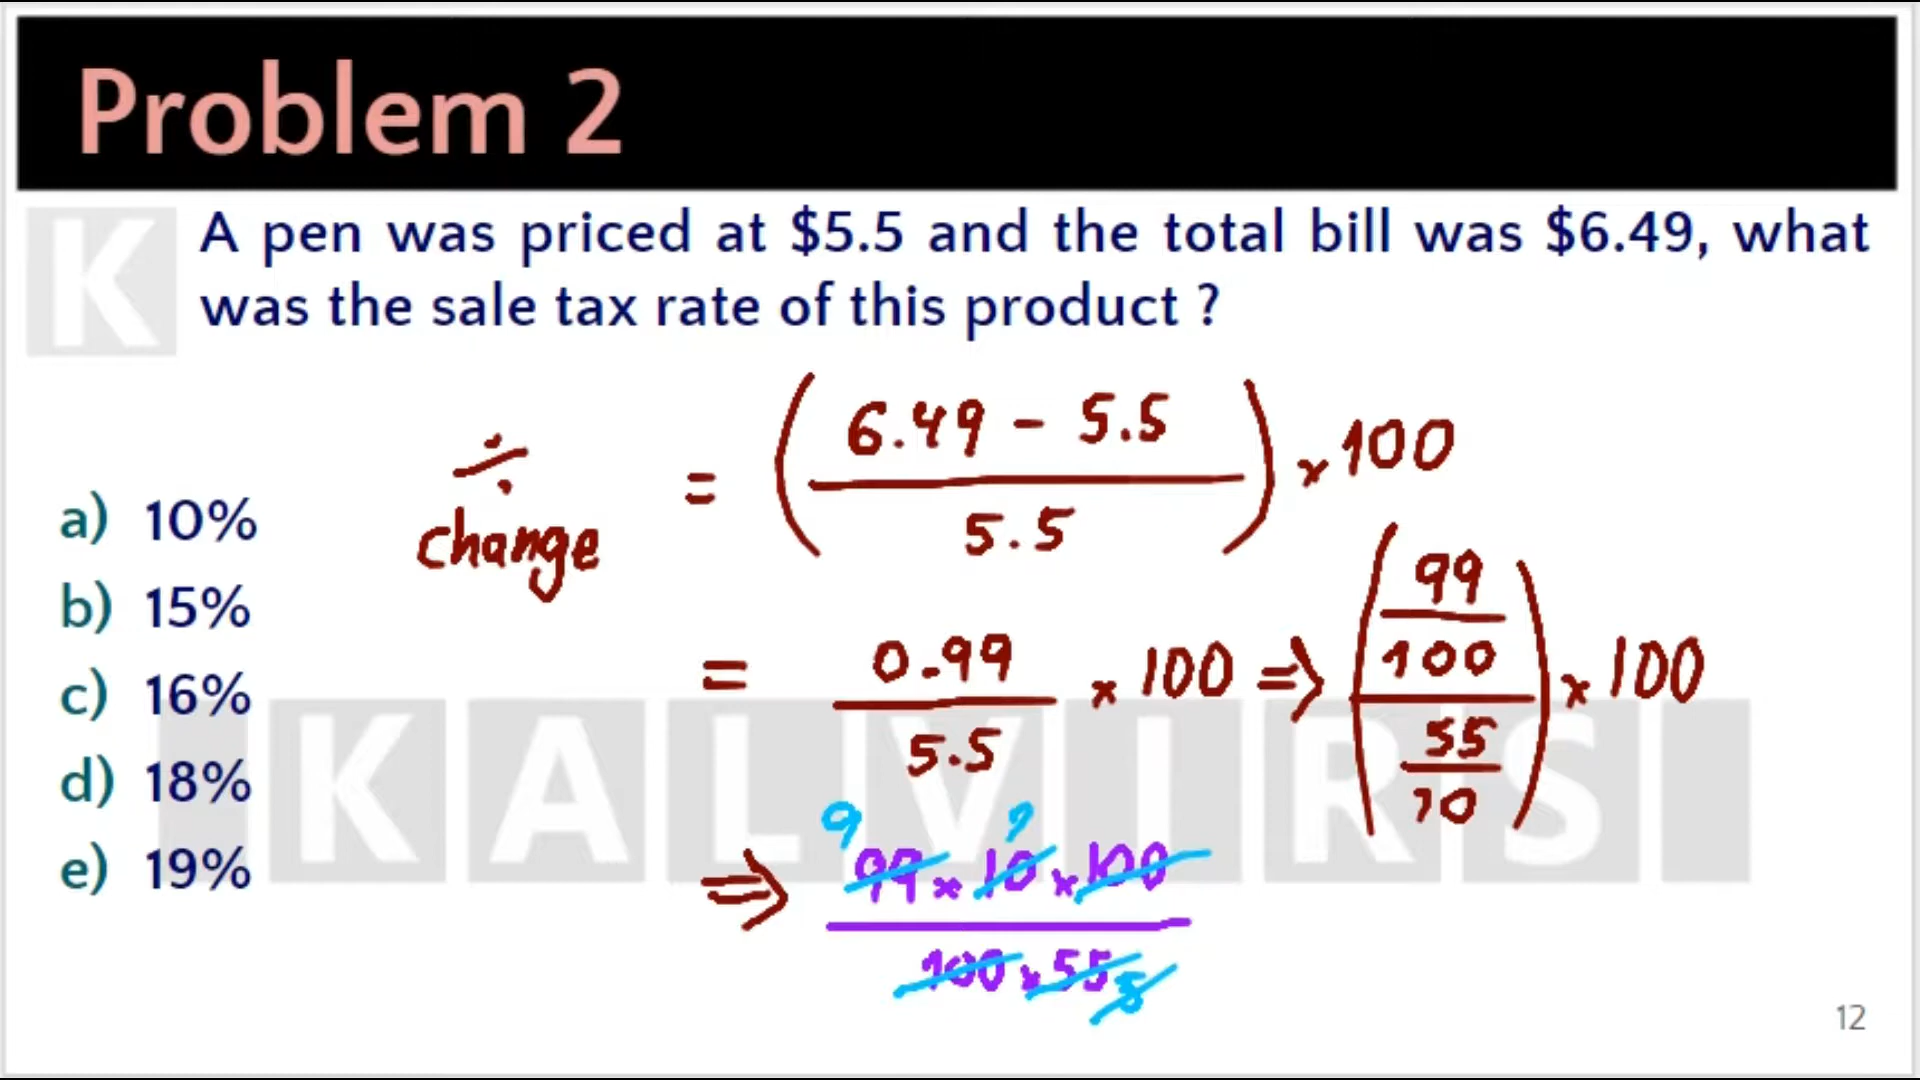 Problem 2
A pen was priced at $5.5 and the total bill was $6.49, what
was the sale tax rate of this product ?
÷ change = ( 6.49 - 5.5 / 5.5 ) × 100
a) 10%
b) 15%
c) 16%
d) 18%
e) 19%
= 0.99 / 5.5 × 100 ⇒ ( 99/100 / 55/10 ) × 100
⇒ 99 × 10 × 100 / 100 × 55
9
5
K
KALVIRS
12